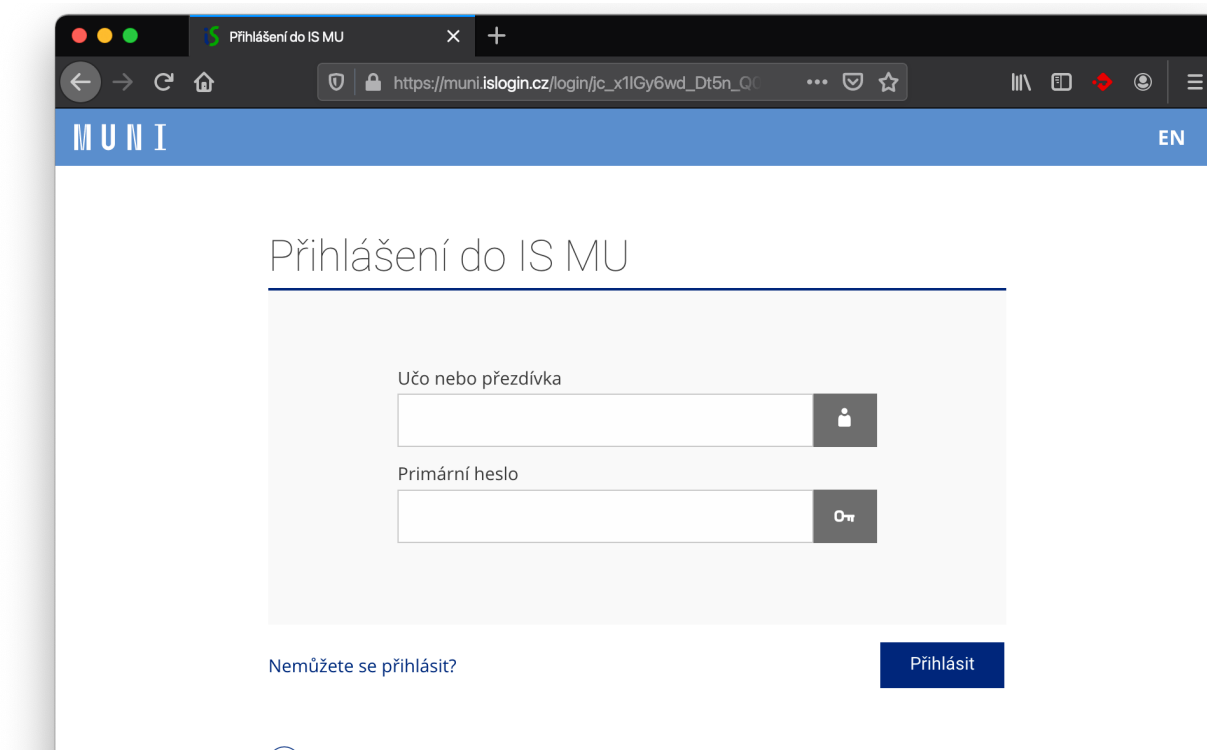 Přihlášení do IS MU
https://muni.islogin.cz/login/jc_x1IGy6wd_Dt5n_Q
MUNI
EN
Přihlášení do IS MU
Učo nebo přezdívka
Primární heslo
Nemůžete se přihlásit?
Přihlásit